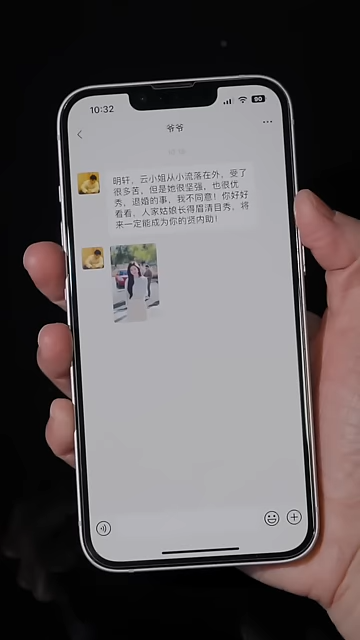 10:32
90
爷爷
明轩，云小姐从小流落在外，受了
很多苦，但是她很坚强，也很优
秀，退婚的事，我不同意！你好好
看看，人家姑娘长得眉清目秀，将
来一定能成为你的贤内助！